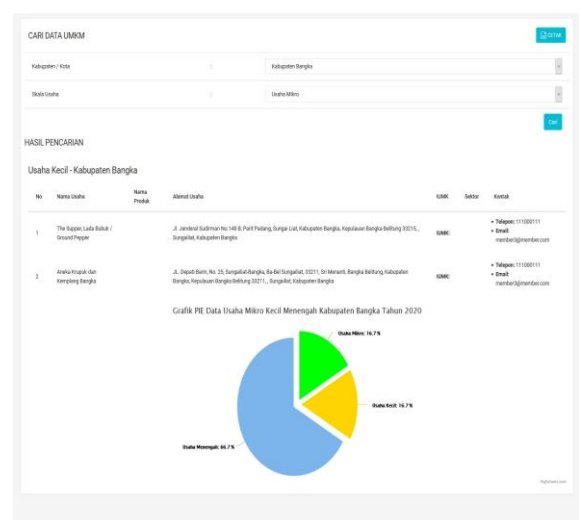 CARI DATA UMKM
CETAK
Kabupaten / Kota : Kabupaten Bangka
Skala Usaha : Usaha Mikro
Cari
HASIL PENCARIAN
Usaha Kecil - Kabupaten Bangka
No Nama Usaha Nama Produk Alamat Usaha IUMK Sektor Kontak
1 The Supper, Lada Bubuk /
Ground Pepper
Jl. Jenderal Sudirman No.148 B, Parit Padang, Sungai Liat, Kabupaten Bangka, Kepulauan Bangka Belitung 33215, ,
Sungailiat, Kabupaten Bangka
IUMK:
• Telepon: 111000111
• Email:
member3@member.com
2 Aneka Krupuk dan
Kemplang Bangka
JL. Depati Barin, No. 25, Sungailiat-Bangka, Ba-Bel Sungailiat, 33211, Sri Menanti, Bangka Belitung, Kabupaten
Bangka, Kepulauan Bangka Belitung 33211, , Sungailiat, Kabupaten Bangka
IUMK:
• Telepon: 111000111
• Email:
member3@member.com
Grafik PIE Data Usaha Mikro Kecil Menengah Kabupaten Bangka Tahun 2020
Usaha Mikro: 16.7 %
Usaha Kecil: 16.7 %
Usaha Menengah: 66.7 %
Highcharts.com